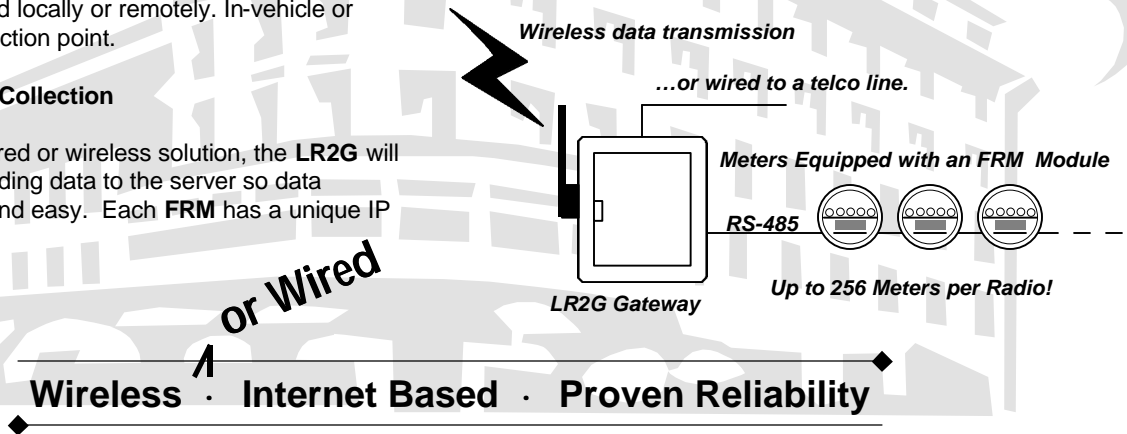 d locally or remotely. In-vehicle or
ction point.
Collection
red or wireless solution, the LR2G will
ding data to the server so data
nd easy. Each FRM has a unique IP
Wireless data transmission
…or wired to a telco line.
Meters Equipped with an FRM Module
RS-485
Up to 256 Meters per Radio!
LR2G Gateway
or Wired
Wireless · Internet Based · Proven Reliability